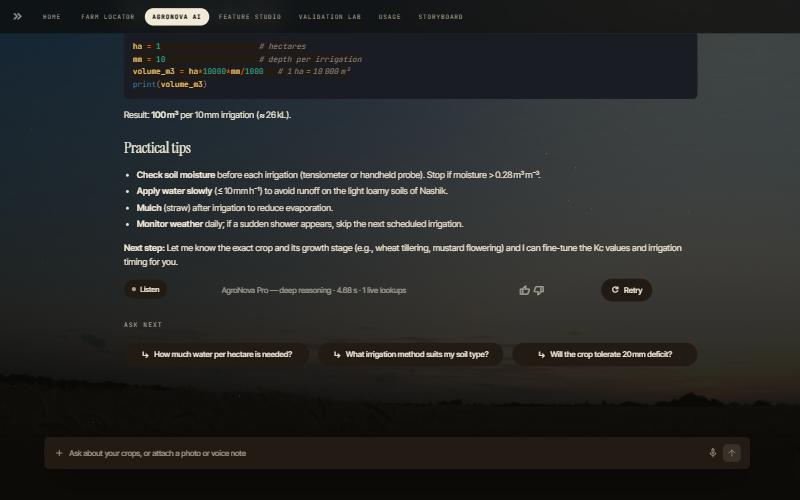 HOME FARM LOCATOR AGRONOVA AI FEATURE STUDIO VALIDATION LAB USAGE STORYBOARD
ha = 1 # hectares
mm = 10 # depth per irrigation
volume_m3 = ha*10000*mm/1000 # 1 ha = 10 000 m²
print(volume_m3)
Result: 100 m³ per 10 mm irrigation (≈ 26 kL).
Practical tips
• Check soil moisture before each irrigation (tensiometer or handheld probe). Stop if moisture > 0.28 m³ m⁻³.
• Apply water slowly (≤ 10 mm h⁻¹) to avoid runoff on the light loamy soils of Nashik.
• Mulch (straw) after irrigation to reduce evaporation.
• Monitor weather daily; if a sudden shower appears, skip the next scheduled irrigation.
Next step: Let me know the exact crop and its growth stage (e.g., wheat tillering, mustard flowering) and I can fine-tune the Kc values and irrigation
timing for you.
Listen AgroNova Pro — deep reasoning · 4.68 s · 1 live lookups Retry
ASK NEXT
↳ How much water per hectare is needed? ↳ What irrigation method suits my soil type? ↳ Will the crop tolerate 20 mm deficit?
+ Ask about your crops, or attach a photo or voice note